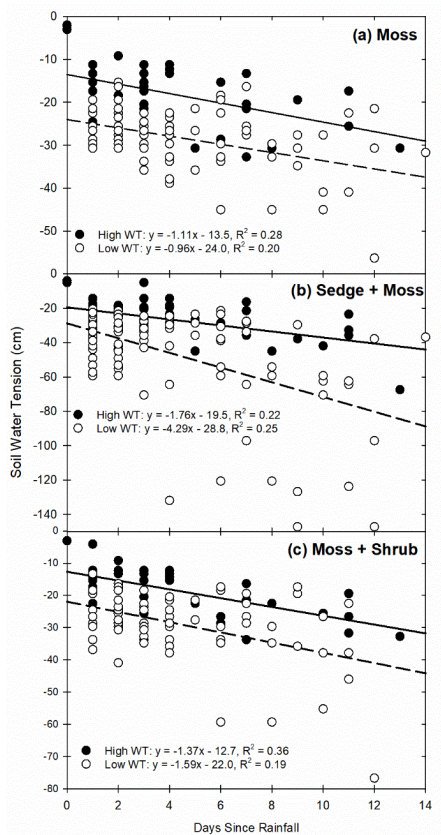 0
-10
-20
-30
-40
-50
(a) Moss
High WT: y = -1.11x - 13.5, R² = 0.28
Low WT: y = -0.96x - 24.0, R² = 0.20
0
-20
-40
-60
-80
-100
-120
-140
(b) Sedge + Moss
High WT: y = -1.76x - 19.5, R² = 0.22
Low WT: y = -4.29x - 28.8, R² = 0.25
Soil Water Tension (cm)
0
-10
-20
-30
-40
-50
-60
-70
-80
(c) Moss + Shrub
High WT: y = -1.37x - 12.7, R² = 0.36
Low WT: y = -1.59x - 22.0, R² = 0.19
0 2 4 6 8 10 12 14
Days Since Rainfall